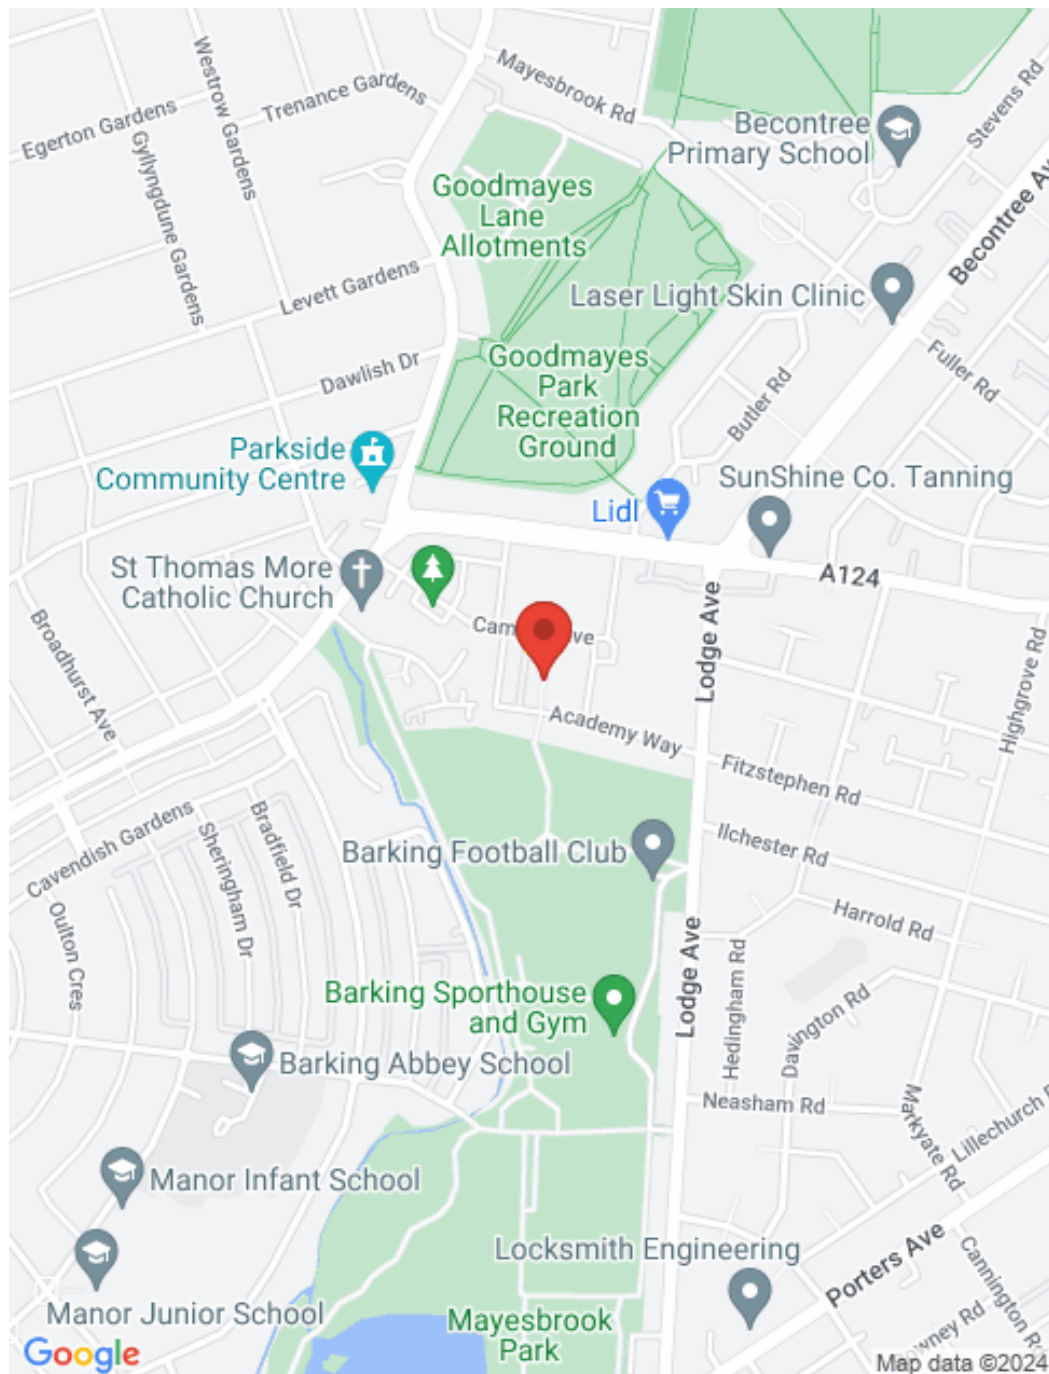 Mayesbrook Rd
Westrow Gardens
Trenance Gardens
Egerton Gardens
Gyllyngdune Gardens
Becontree
Primary School
Stevens Rd
Becontree Av
Goodmayes
Lane
Allotments
Levett Gardens
Laser Light Skin Clinic
Fuller Rd
Dawlish Dr
Goodmayes
Park
Recreation
Ground
Butler Rd
Parkside
Community Centre
SunShine Co. Tanning
Lidl
St Thomas More
Catholic Church
A124
Broadhurst Ave
Lodge Ave
Highgrove Rd
Academy Way
Fitzstephen Rd
Cavendish Gardens
Sheringham Dr
Bradfield Dr
Ilchester Rd
Barking Football Club
Oulton Cres
Harrold Rd
Lodge Ave
Hedingham Rd
Davington Rd
Barking Sporthouse
and Gym
Barking Abbey School
Neasham Rd
Markyate Rd
Lillechurch
Manor Infant School
Locksmith Engineering
Porters Ave
Cannington Rd
Manor Junior School
Mayesbrook
Park
Google
Map data ©2024